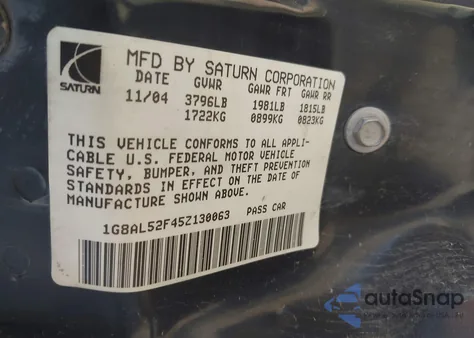 MFD BY SATURN CORPORATION
DATE GVWR GAWR FRT GAWR RR
11/04 3796LB 1981LB 1815LB
1722KG 0899KG 0823KG
SATURN
THIS VEHICLE CONFORMS TO ALL APPLI-
CABLE U.S. FEDERAL MOTOR VEHICLE
SAFETY, BUMPER, AND THEFT PREVENTION
STANDARDS IN EFFECT ON THE DATE OF
MANUFACTURE SHOWN ABOVE.
1G8AL52F45Z130063 PASS CAR
autoSnap